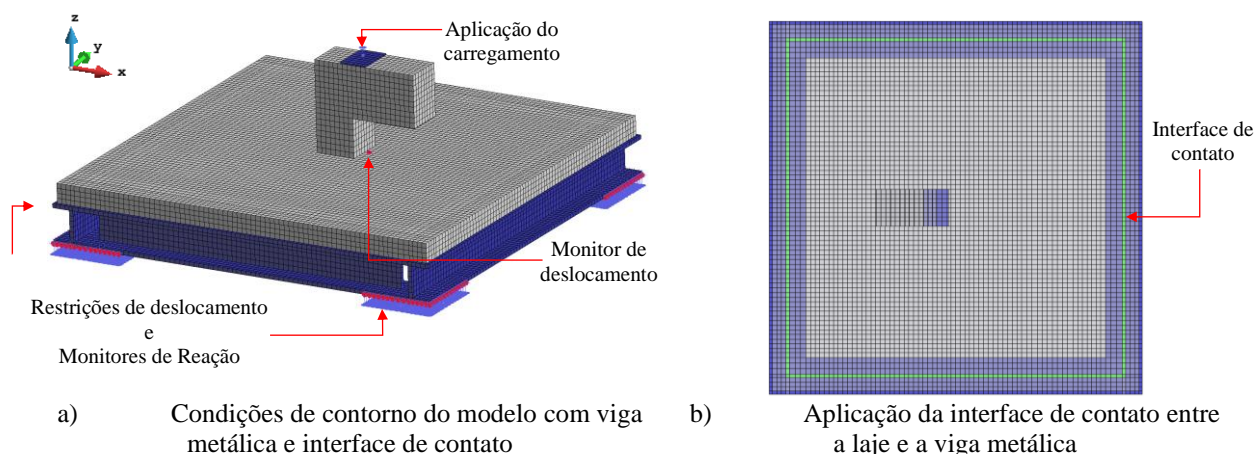 z
y
x
Aplicação do
carregamento
Monitor de
deslocamento
Restrições de deslocamento
e
Monitores de Reação
a) Condições de contorno do modelo com viga
metálica e interface de contato
Interface de
contato
b) Aplicação da interface de contato entre
a laje e a viga metálica